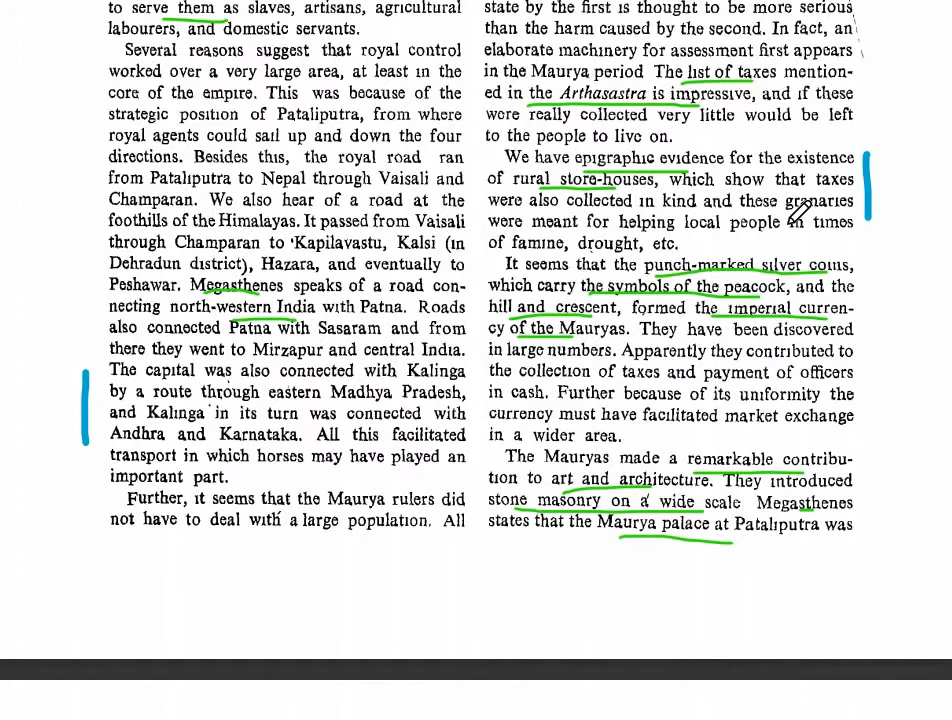 to serve them as slaves, artisans, agricultural
labourers, and domestic servants.
Several reasons suggest that royal control
worked over a very large area, at least in the
core of the empire. This was because of the
strategic position of Pataliputra, from where
royal agents could sail up and down the four
directions. Besides this, the royal road ran
from Pataliputra to Nepal through Vaisali and
Champaran. We also hear of a road at the
foothills of the Himalayas. It passed from Vaisali
through Champaran to 'Kapilavastu, Kalsi (in
Dehradun district), Hazara, and eventually to
Peshawar. Megasthenes speaks of a road con-
necting north-western India with Patna. Roads
also connected Patna with Sasaram and from
there they went to Mirzapur and central India.
The capital was also connected with Kalinga
by a route through eastern Madhya Pradesh,
and Kalinga in its turn was connected with
Andhra and Karnataka. All this facilitated
transport in which horses may have played an
important part.
Further, it seems that the Maurya rulers did
not have to deal with a large population. All
state by the first is thought to be more serious
than the harm caused by the second. In fact, an
elaborate machinery for assessment first appears
in the Maurya period The list of taxes mention-
ed in the Arthasastra is impressive, and if these
were really collected very little would be left
to the people to live on.
We have epigraphic evidence for the existence
of rural store-houses, which show that taxes
were also collected in kind and these granaries
were meant for helping local people in times
of famine, drought, etc.
It seems that the punch-marked silver coins,
which carry the symbols of the peacock, and the
hill and crescent, formed the imperial curren-
cy of the Mauryas. They have been discovered
in large numbers. Apparently they contributed to
the collection of taxes and payment of officers
in cash. Further because of its uniformity the
currency must have facilitated market exchange
in a wider area.
The Mauryas made a remarkable contribu-
tion to art and architecture. They introduced
stone masonry on a wide scale Megasthenes
states that the Maurya palace at Pataliputra was